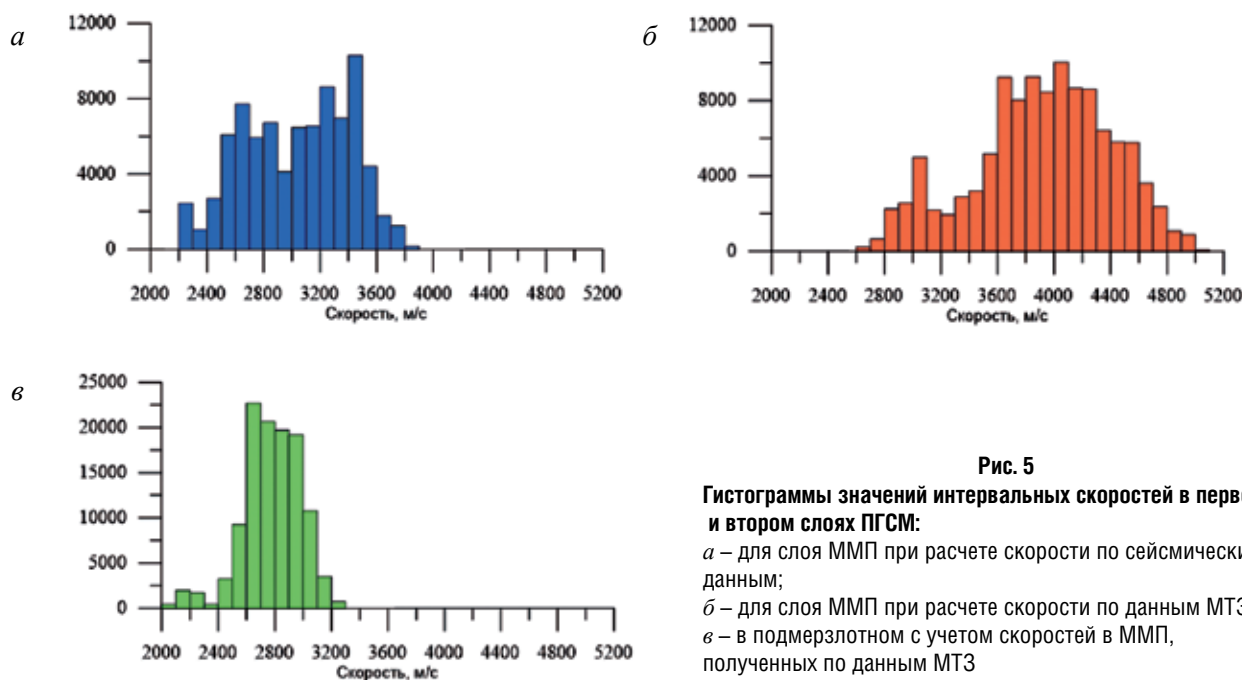 а
12000
8000
4000
0
2000 2400 2800 3200 3600 4000 4400 4800 5200
Скорость, м/с
б
12000
8000
4000
0
2000 2400 2800 3200 3600 4000 4400 4800 5200
Скорость, м/с
в
25000
20000
15000
10000
5000
0
2000 2400 2800 3200 3600 4000 4400 4800 5200
Скорость, м/с
Рис. 5
Гистограммы значений интервальных скоростей в перво
и втором слоях ПГСМ:
а – для слоя ММП при расчете скорости по сейсмически
данным;
б – для слоя ММП при расчете скорости по данным МТЗ
в – в подмерзлотном с учетом скоростей в ММП,
полученных по данным МТЗ